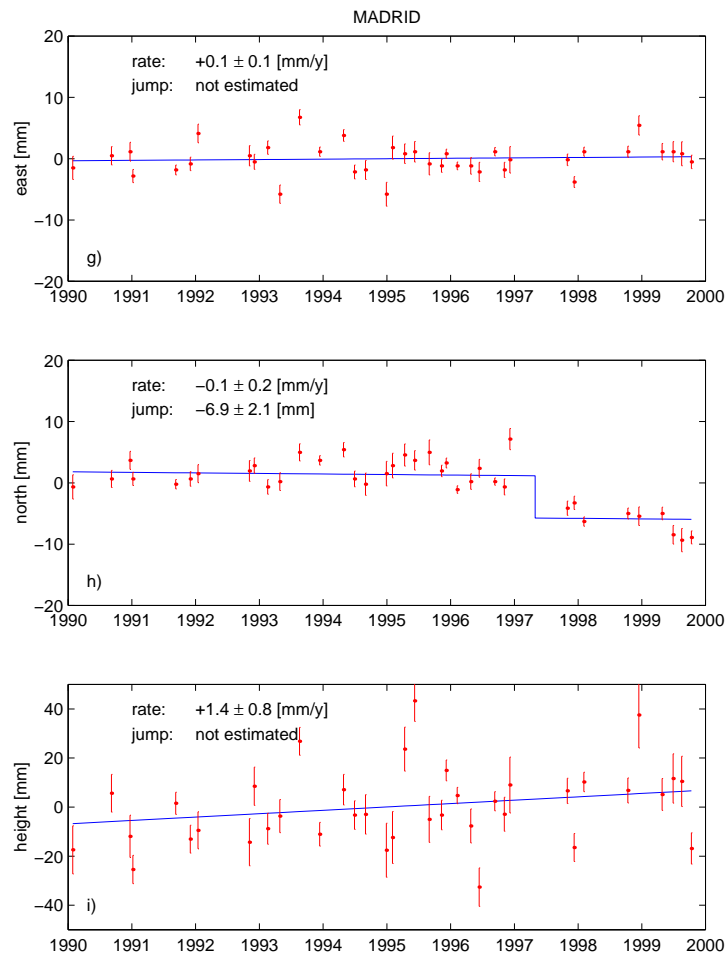 MADRID
20
10
0
−10
−20
east [mm]
rate: +0.1 ± 0.1 [mm/y]
jump: not estimated
g)
1990 1991 1992 1993 1994 1995 1996 1997 1998 1999 2000
20
10
0
−10
−20
north [mm]
rate: −0.1 ± 0.2 [mm/y]
jump: −6.9 ± 2.1 [mm]
h)
1990 1991 1992 1993 1994 1995 1996 1997 1998 1999 2000
40
20
0
−20
−40
height [mm]
rate: +1.4 ± 0.8 [mm/y]
jump: not estimated
i)
1990 1991 1992 1993 1994 1995 1996 1997 1998 1999 2000